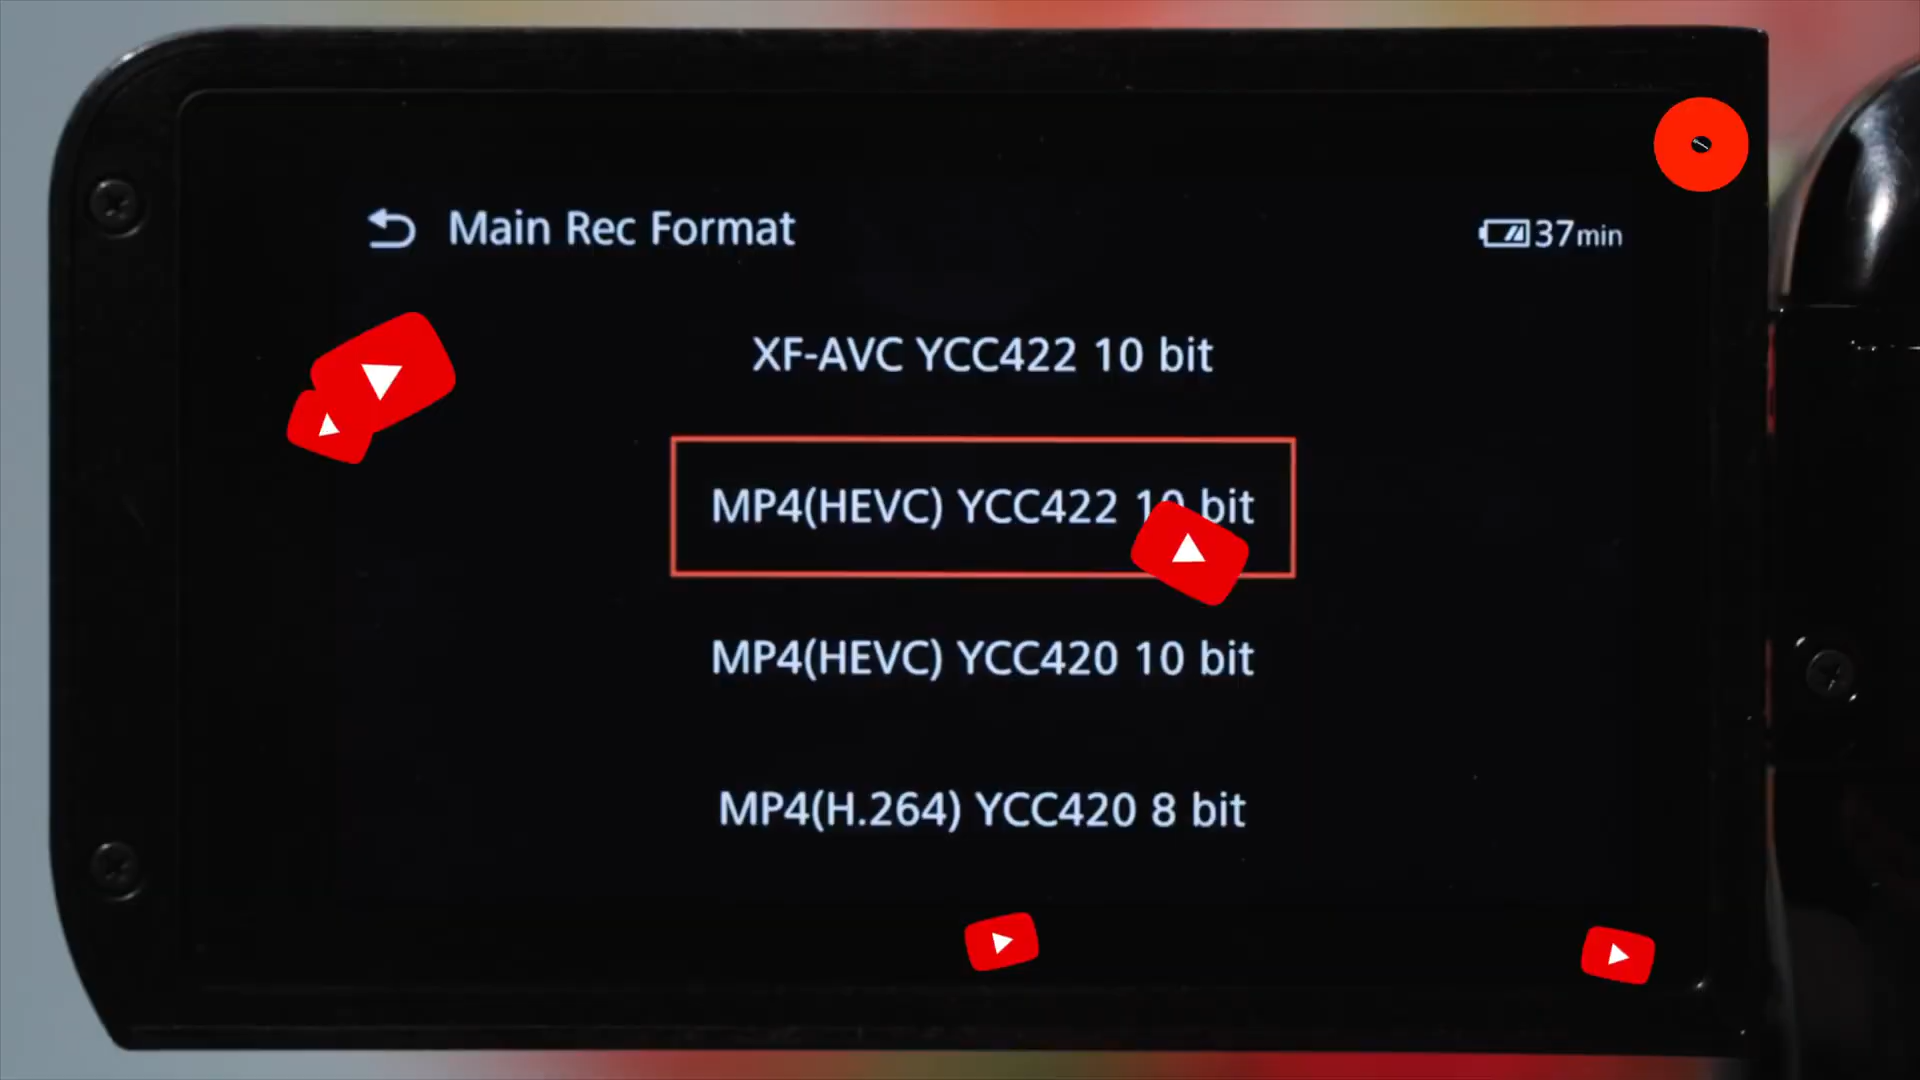 Main Rec Format
37min
XF-AVC YCC422 10 bit
MP4(HEVC) YCC422 10 bit
MP4(HEVC) YCC420 10 bit
MP4(H.264) YCC420 8 bit